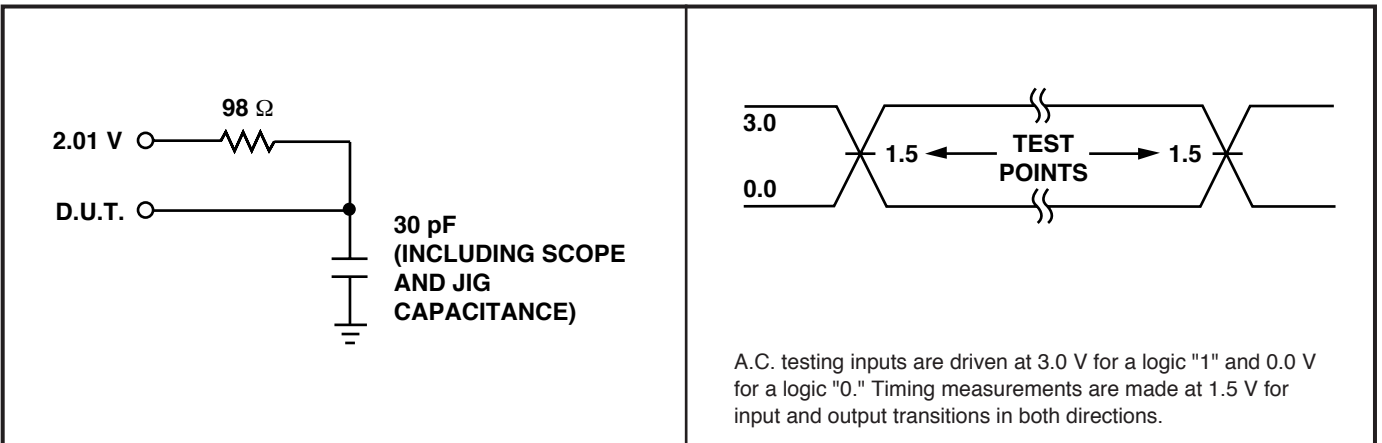 98 Ω
2.01 V
D.U.T.
30 pF
(INCLUDING SCOPE
AND JIG
CAPACITANCE)
3.0
1.5
TEST
POINTS
1.5
0.0
A.C. testing inputs are driven at 3.0 V for a logic "1" and 0.0 V
for a logic "0." Timing measurements are made at 1.5 V for
input and output transitions in both directions.